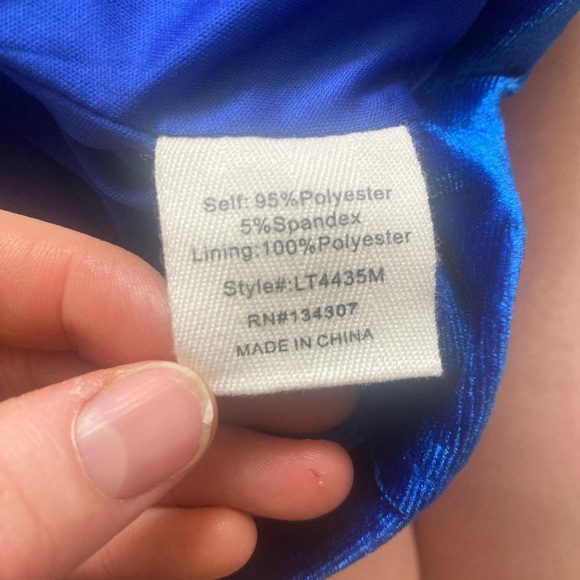 Self: 95%Polyester
5%Spandex
Lining:100%Polyester
Style#:LT4435M
RN#134307
MADE IN CHINA